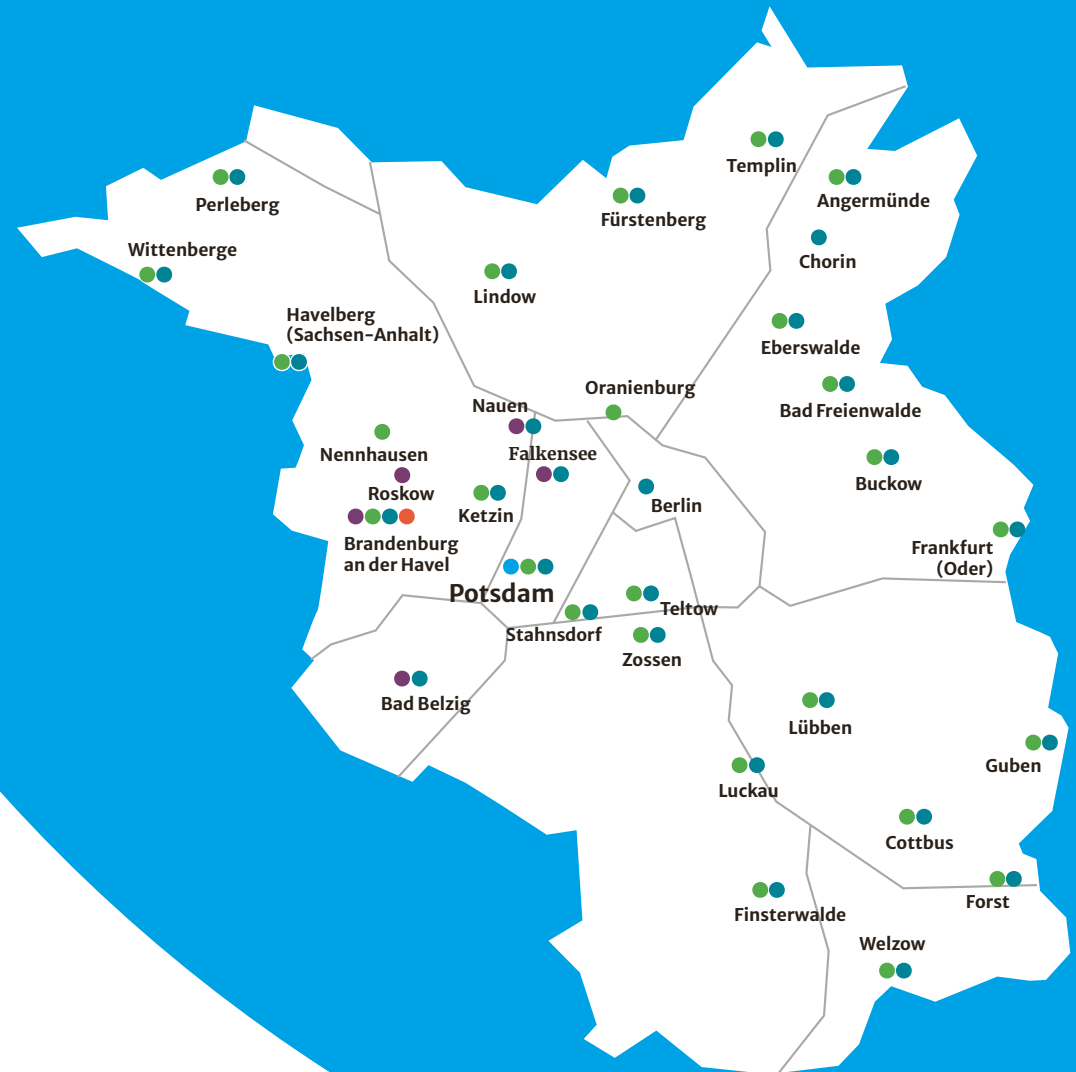 Templin
Perleberg
Angermünde
Fürstenberg
Wittenberge
Chorin
Lindow
Havelberg
(Sachsen-Anhalt)
Eberswalde
Oranienburg
Nauen
Bad Freienwalde
Nennhausen
Falkensee
Buckow
Roskow
Ketzin
Berlin
Brandenburg
an der Havel
Frankfurt
(Oder)
Potsdam
Teltow
Stahnsdorf
Zossen
Bad Belzig
Lübben
Guben
Luckau
Cottbus
Forst
Finsterwalde
Welzow